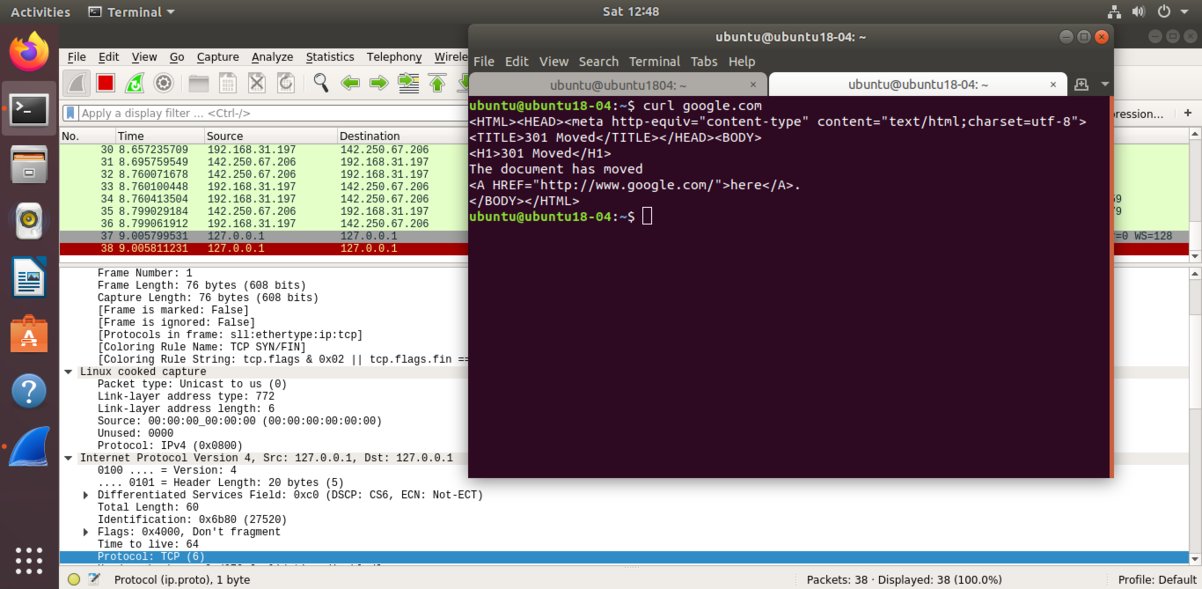 Activities Terminal Sat 12:48
ubuntu@ubuntu18-04: ~
File Edit View Go Capture Analyze Statistics Telephony Wirele
File Edit View Search Terminal Tabs Help
ubuntu@ubuntu1804: ~ × ubuntu@ubuntu18-04: ~ ×
Apply a display filter ... <Ctrl-/>
pression... +
No. Time Source Destination
30 8.657235709 192.168.31.197 142.250.67.206
31 8.695759549 142.250.67.206 192.168.31.197
32 8.760071678 142.250.67.206 192.168.31.197
33 8.760100448 192.168.31.197 142.250.67.206
34 8.760413504 192.168.31.197 142.250.67.206
35 8.799029184 142.250.67.206 192.168.31.197
36 8.799061912 192.168.31.197 142.250.67.206
37 9.005799531 127.0.0.1 127.0.0.1
=0 WS=128
38 9.005811231 127.0.0.1 127.0.0.1
ubuntu@ubuntu18-04:~$ curl google.com
<HTML><HEAD><meta http-equiv="content-type" content="text/html;charset=utf-8">
<TITLE>301 Moved</TITLE></HEAD><BODY>
<H1>301 Moved</H1>
The document has moved
<A HREF="http://www.google.com/">here</A>.
</BODY></HTML>
ubuntu@ubuntu18-04:~$
Frame Number: 1
Frame Length: 76 bytes (608 bits)
Capture Length: 76 bytes (608 bits)
[Frame is marked: False]
[Frame is ignored: False]
[Protocols in frame: sll:ethertype:ip:tcp]
[Coloring Rule Name: TCP SYN/FIN]
[Coloring Rule String: tcp.flags & 0x02 || tcp.flags.fin ==
Linux cooked capture
Packet type: Unicast to us (0)
Link-layer address type: 772
Link-layer address length: 6
Source: 00:00:00_00:00:00 (00:00:00:00:00:00)
Unused: 0000
Protocol: IPv4 (0x0800)
Internet Protocol Version 4, Src: 127.0.0.1, Dst: 127.0.0.1
0100 .... = Version: 4
.... 0101 = Header Length: 20 bytes (5)
Differentiated Services Field: 0xc0 (DSCP: CS6, ECN: Not-ECT)
Total Length: 60
Identification: 0x6b80 (27520)
Flags: 0x4000, Don't fragment
Time to live: 64
Protocol: TCP (6)
Protocol (ip.proto), 1 byte Packets: 38 · Displayed: 38 (100.0%) Profile: Default